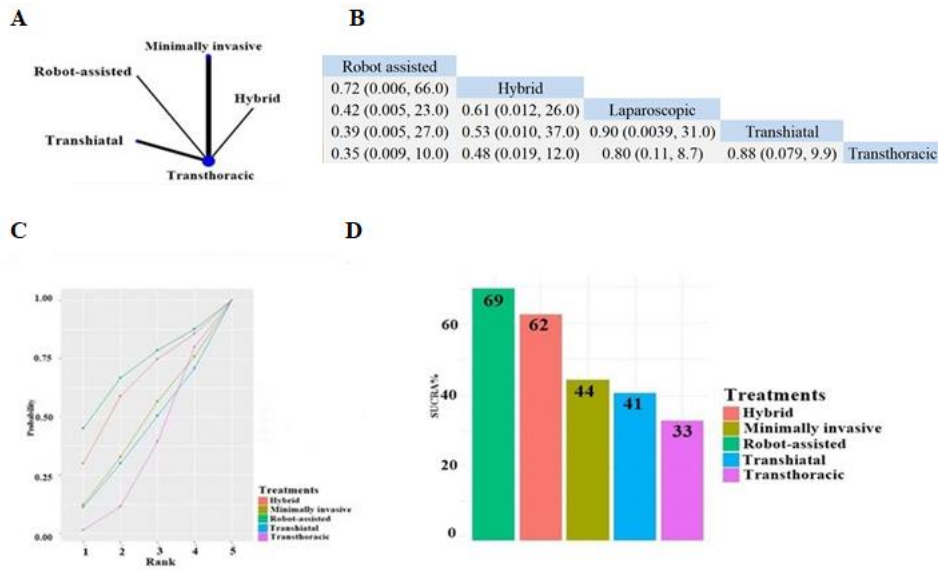 A
Minimally invasive
Robot-assisted
Hybrid
Transhiatal
Transthoracic
B
Robot assisted
0.72 (0.006, 66.0) Hybrid
0.42 (0.005, 23.0) 0.61 (0.012, 26.0) Laparoscopic
0.39 (0.005, 27.0) 0.53 (0.010, 37.0) 0.90 (0.0039, 31.0) Transhiatal
0.35 (0.009, 10.0) 0.48 (0.019, 12.0) 0.80 (0.11, 8.7) 0.88 (0.079, 9.9) Transthoracic
C
1.00
0.75
0.50
0.25
0.00
Probability
1 2 3 4 5
Rank
Treatments
Hybrid
Minimally invasive
Robot-assisted
Transhiatal
Transthoracic
D
60
40
20
0
SUCRA%
69
62
44
41
33
Treatments
Hybrid
Minimally invasive
Robot-assisted
Transhiatal
Transthoracic